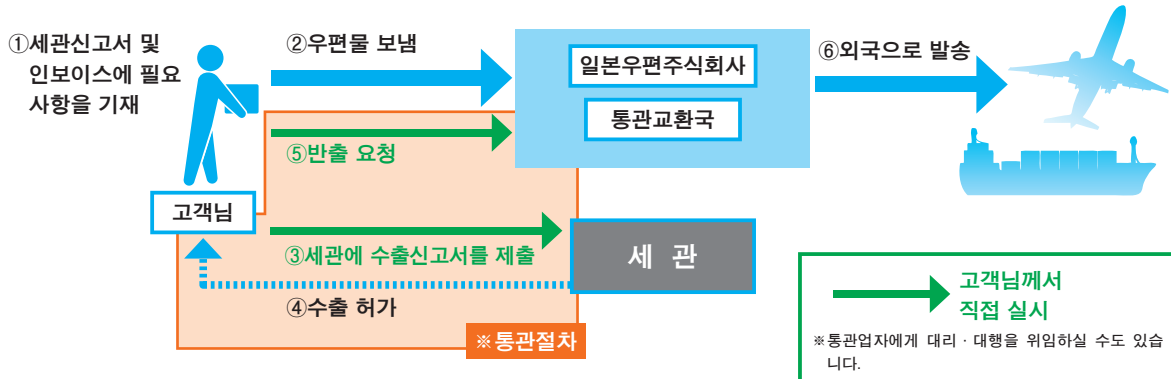 ①세관신고서 및
인보이스에 필요
사항을 기재
②우편물 보냄
일본우편주식회사
통관교환국
⑥외국으로 발송
⑤반출 요청
고객님
③세관에 수출신고서를 제출
세 관
④수출 허가
※통관절차
고객님께서
직접 실시
※통관업자에게 대리 · 대행을 위임하실 수도 있습
니다.